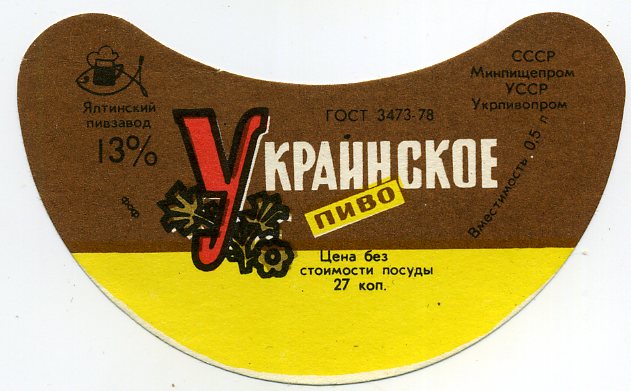 Ялтинский
пивзавод
13%
СССР
Минпищепром
УССР
Укрпивопром
ГОСТ 3473-78
Украинское
пиво
Вместимость 0,5 л
Цена без
стоимости посуды
27 коп.